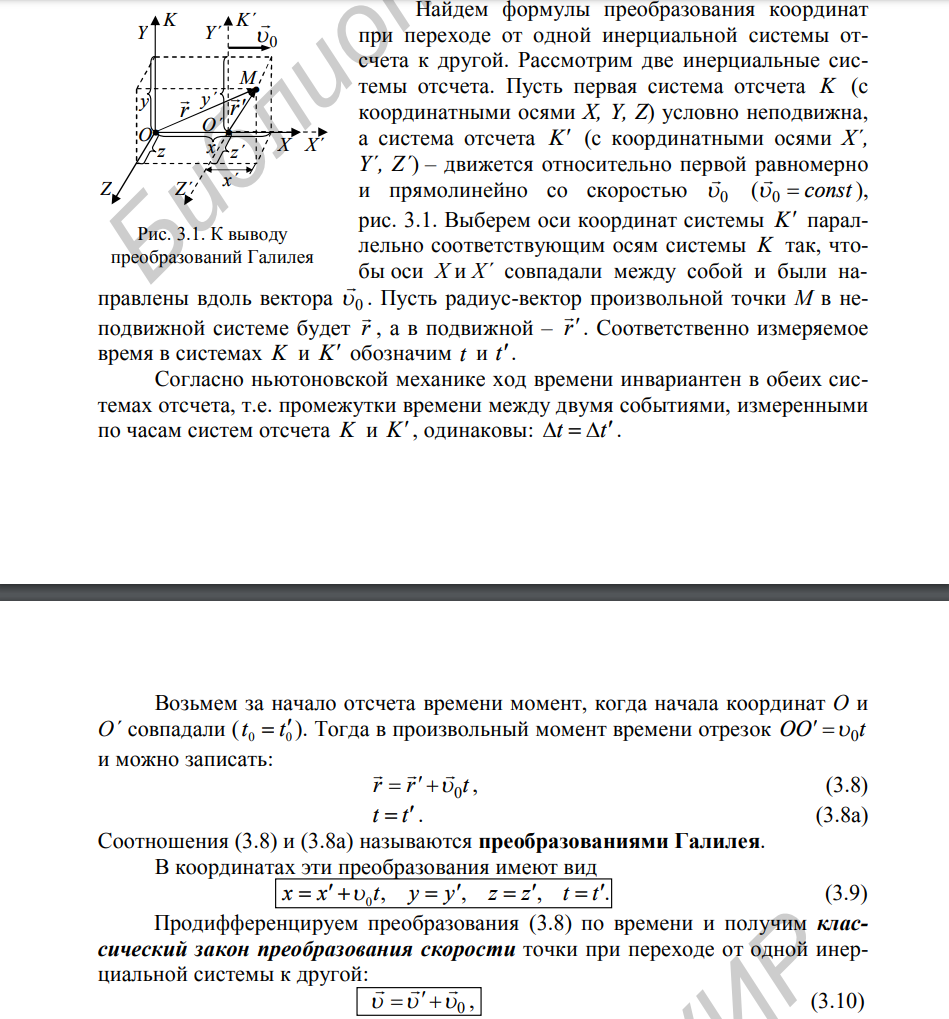 Y K Y´ K´ υ⃗₀
M
y r⃗ y´ r⃗′
O O´
z x´ z´ X X´
Z Z´ x´
Рис. 3.1. К выводу
преобразований Галилея
Найдем формулы преобразования координат
при переходе от одной инерциальной системы от-
счета к другой. Рассмотрим две инерциальные сис-
темы отсчета. Пусть первая система отсчета K (с
координатными осями X, Y, Z) условно неподвижна,
а система отсчета K′ (с координатными осями X´,
Y´, Z´) – движется относительно первой равномерно
и прямолинейно со скоростью υ⃗₀ (υ⃗₀ = const),
рис. 3.1. Выберем оси координат системы K′ парал-
лельно соответствующим осям системы K так, что-
бы оси X и X´ совпадали между собой и были на-
правлены вдоль вектора υ⃗₀. Пусть радиус-вектор произвольной точки M в не-
подвижной системе будет r⃗, а в подвижной – r⃗′. Соответственно измеряемое
время в системах K и K′ обозначим t и t′.
Согласно ньютоновской механике ход времени инвариантен в обеих сис-
темах отсчета, т.е. промежутки времени между двумя событиями, измеренными
по часам систем отсчета K и K′, одинаковы: Δt = Δt′.
Возьмем за начало отсчета времени момент, когда начала координат O и
O´ совпадали (t₀ = t₀′). Тогда в произвольный момент времени отрезок OO′ = υ₀t
и можно записать:
r⃗ = r⃗′ + υ⃗₀t, (3.8)
t = t′. (3.8а)
Соотношения (3.8) и (3.8а) называются преобразованиями Галилея.
В координатах эти преобразования имеют вид
x = x′ + υ₀t, y = y′, z = z′, t = t′. (3.9)
Продифференцируем преобразования (3.8) по времени и получим клас-
сический закон преобразования скорости точки при переходе от одной инер-
циальной системы к другой:
υ⃗ = υ⃗′ + υ⃗₀, (3.10)